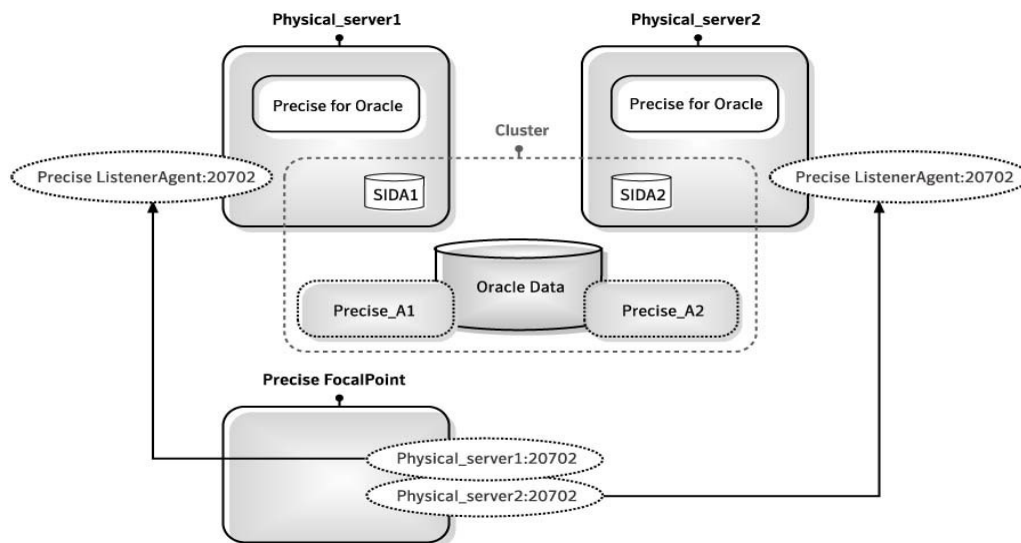 Physical_server1
Physical_server2
Precise for Oracle
Precise for Oracle
Cluster
Precise ListenerAgent:20702
Precise ListenerAgent:20702
SIDA1
SIDA2
Oracle Data
Precise_A1
Precise_A2
Precise FocalPoint
Physical_server1:20702
Physical_server2:20702